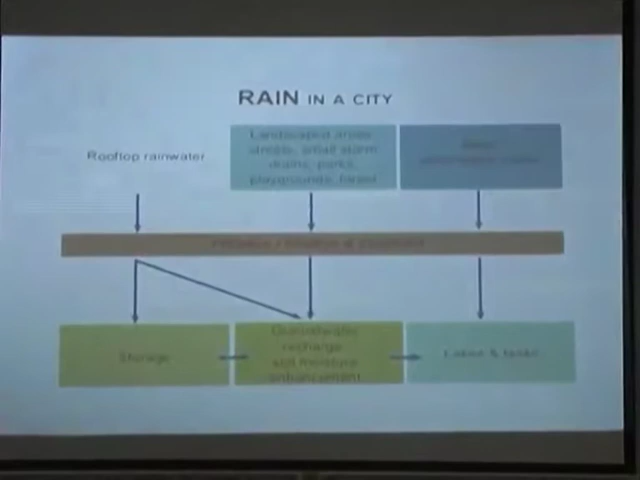 RAIN IN A CITY
Rooftop rainwater
Landscaped areas
streets, small storm
drains, parks,
playgrounds, forest
Storage
Groundwater
recharge
soil moisture
enhancement
Lakes & tanks